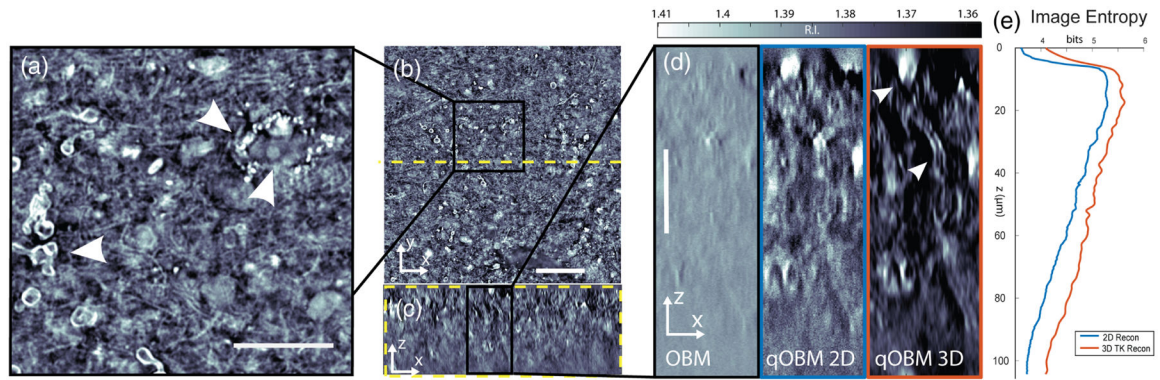 (a)
(b)
y
x
(c)
z
x
1.41
1.4
1.39
1.38
1.37
1.36
R.I.
(d)
z
x
OBM
qOBM 2D
qOBM 3D
(e)
Image Entropy
bits
4
5
6
0
20
40
60
80
100
z (µm)
2D Recon
3D TK Recon